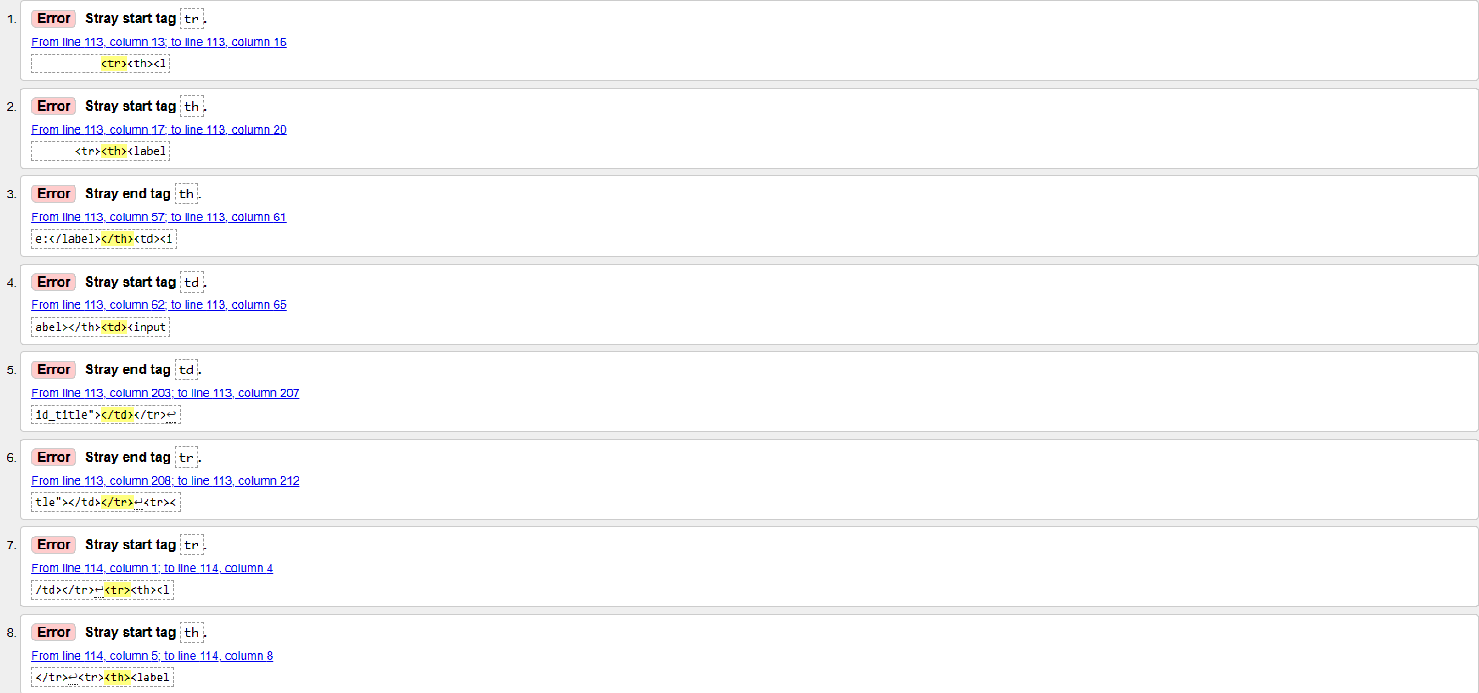 1. Error Stray start tag tr.
From line 113, column 13; to line 113, column 16
<tr><th><l
2. Error Stray start tag th.
From line 113, column 17; to line 113, column 20
<tr><th><label
3. Error Stray end tag th.
From line 113, column 57; to line 113, column 61
e:</label></th><td><i
4. Error Stray start tag td.
From line 113, column 62; to line 113, column 65
abel></th><td><input
5. Error Stray end tag td.
From line 113, column 203; to line 113, column 207
id_title"></td></tr>↩
6. Error Stray end tag tr.
From line 113, column 208; to line 113, column 212
tle"></td></tr>↩<tr><
7. Error Stray start tag tr.
From line 114, column 1; to line 114, column 4
/td></tr>↩<tr><th><l
8. Error Stray start tag th.
From line 114, column 5; to line 114, column 8
</tr>↩<tr><th><label